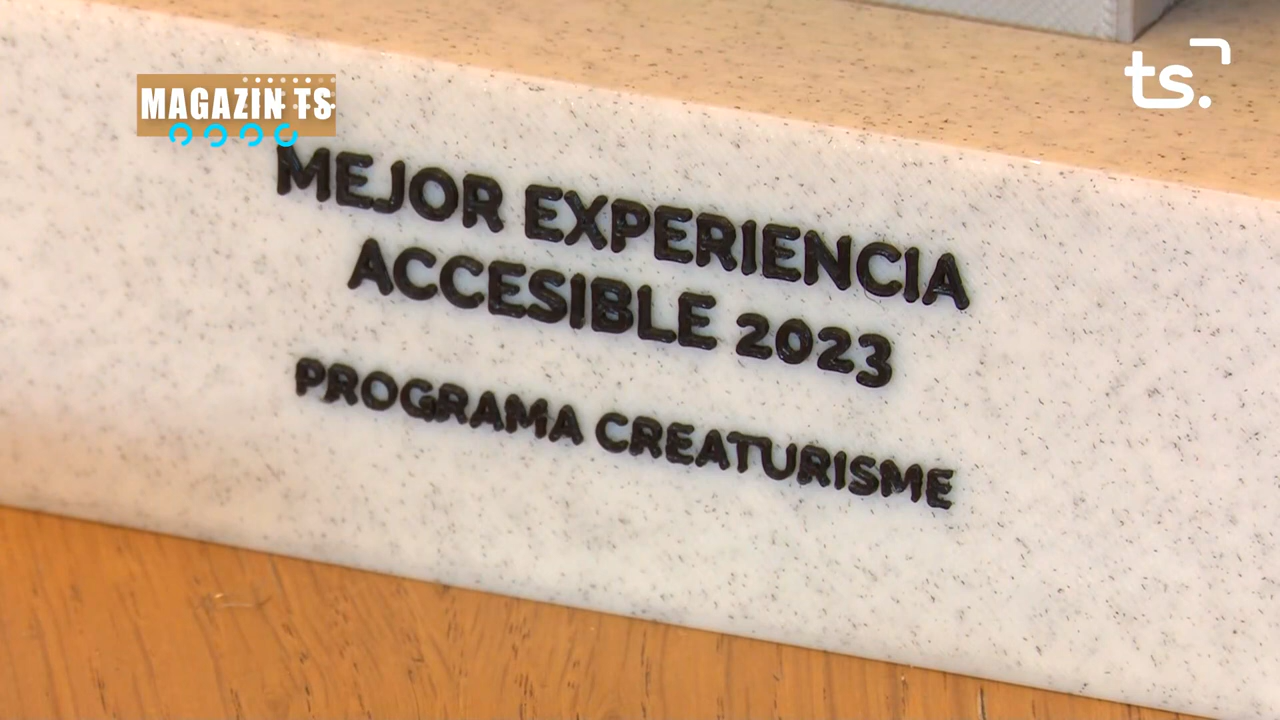 MAGAZIN TS
ts.
MEJOR EXPERIENCIA
ACCESIBLE 2023
PROGRAMA CREATURISME